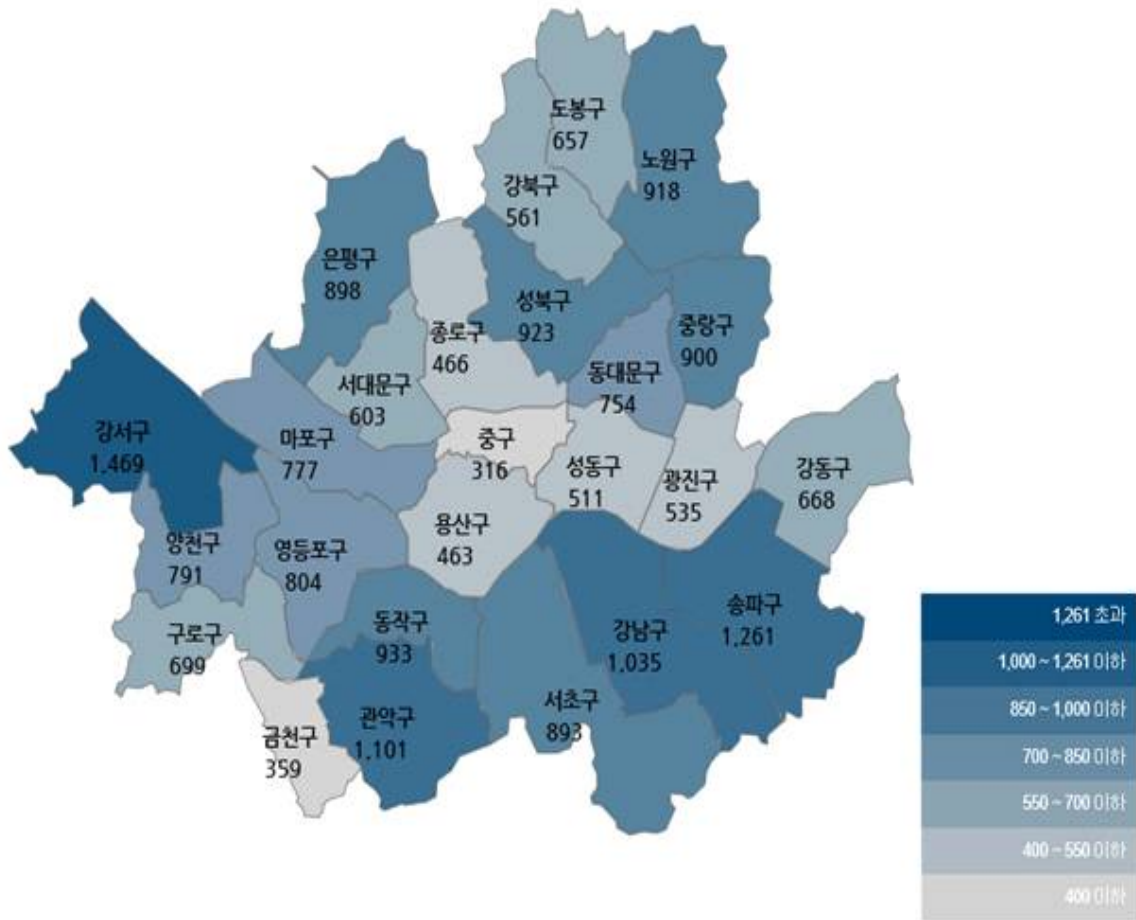 도봉구
657
노원구
918
강북구
561
은평구
898
성북구
923
중랑구
900
종로구
466
동대문구
754
서대문구
603
강서구
1,469
마포구
777
중구
316
성동구
511
광진구
535
강동구
668
용산구
463
양천구
791
영등포구
804
구로구
699
동작구
933
강남구
1,035
송파구
1,261
서초구
893
관악구
1,101
금천구
359
1,261 초과
1,000 ~ 1,261 이하
850 ~ 1,000 이하
700 ~ 850 이하
550 ~ 700 이하
400 ~ 550 이하
400 이하